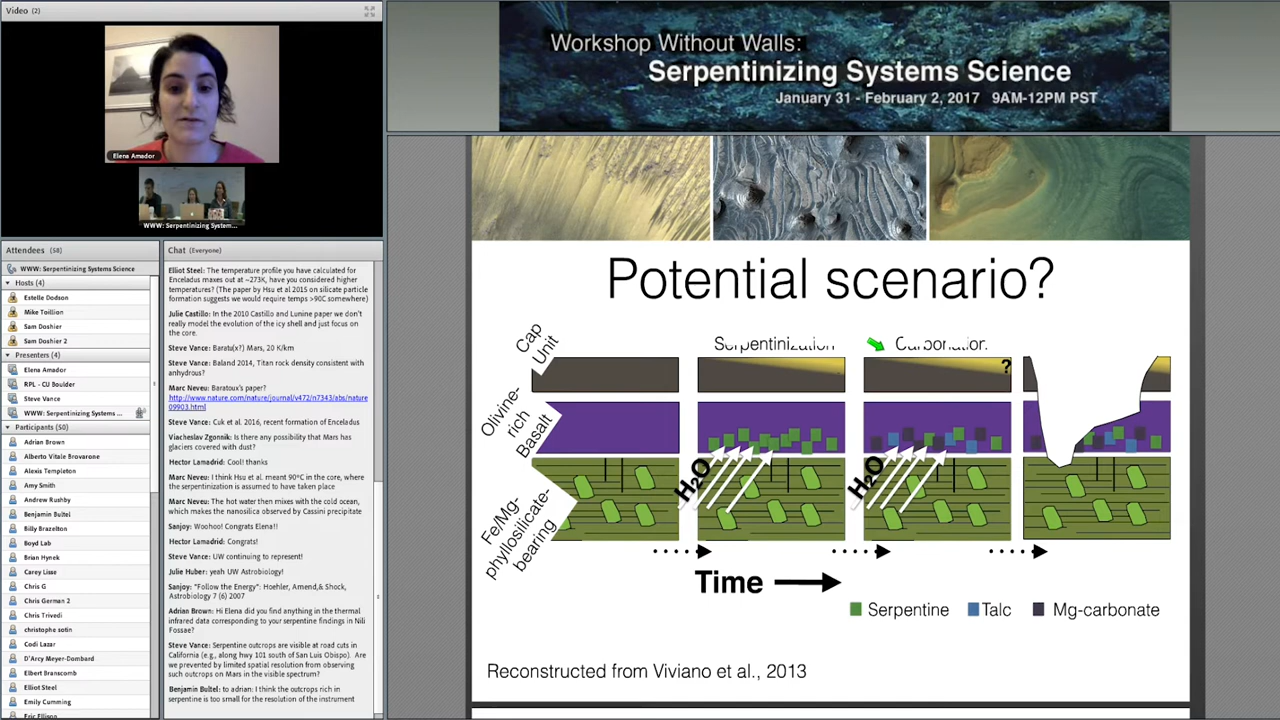 Video (2)
Elena Amador
WWW: Serpentinizing System...
Attendees (58)
WWW: Serpentinizing Systems Science
Hosts (4)
Estelle Dodson
Mike Toillion
Sam Doshier
Sam Doshier 2
Presenters (4)
Elena Amador
RPL - CU Boulder
Steve Vance
WWW: Serpentinizing Systems ...
Participants (50)
Adrian Brown
Alberto Vitale Brovarone
Alexis Templeton
Amy Smith
Andrew Rushby
Benjamin Bultel
Billy Brazelton
Boyd Lab
Brian Hynek
Carey Lisse
Chris G
Chris German 2
Chris Trivedi
christophe sotin
Codi Lazar
D'Arcy Meyer-Dombard
Elbert Branscomb
Elliot Steel
Emily Cumming
Eric Ellison
Chat (Everyone)
Elliot Steel: The temperature profile you have calculated for
Enceladus maxes out at ~273K, have you considered higher
temperatures? (The paper by Hsu et al 2015 on silicate particle
formation suggests we would require temps >90C somewhere)
Julie Castillo: In the 2010 Castillo and Lunine paper we don't
really model the evolution of the icy shell and just focus on
the core.
Steve Vance: Barata(x?) Mars, 20 K/km
Steve Vance: Baland 2014, Titan rock density consistent with
anhydrous?
Marc Neveu: Baratoux's paper?
http://www.nature.com/nature/journal/v472/n7343/abs/nature
09903.html
Steve Vance: Cuk et al. 2016, recent formation of Enceladus
Viacheslav Zgonnik: Is there any possibility that Mars has
glaciers covered with dust?
Hector Lamadrid: Cool! thanks
Marc Neveu: I think Hsu et al. meant 90°C in the core, where
the serpentinization is assumed to have taken place
Marc Neveu: The hot water then mixes with the cold ocean,
which makes the nanosilica observed by Cassini precipitate
Sanjoy: Woohoo! Congrats Elena!!
Hector Lamadrid: Congrats!
Steve Vance: UW continuing to represent!
Julie Huber: yeah UW Astrobiology!
Sanjoy: "Follow the Energy": Hoehler, Amend,& Shock,
Astrobiology 7 (6) 2007
Adrian Brown: Hi Elena did you find anything in the thermal
infrared data corresponding to your serpentine findings in Nili
Fossae?
Steve Vance: Serpentine outcrops are visible at road cuts in
California (e.g., along hwy 101 south of San Luis Obispo). Are
we prevented by limited spatial resolution from observing
such outcrops on Mars in the visible spectrum?
Benjamin Bultel: to adrian: I think the outcrops rich in
serpentine is too small for the resolution of the instrument
Workshop Without Walls:
Serpentinizing Systems Science
January 31 - February 2, 2017 9AM-12PM PST
Potential scenario?
Cap
Unit
Serpentinization
Carbonation
?
Olivine-
rich
Basalt
H2O
H2O
Fe/Mg-
phyllosilicate-
bearing
Time
Serpentine
Talc
Mg-carbonate
Reconstructed from Viviano et al., 2013